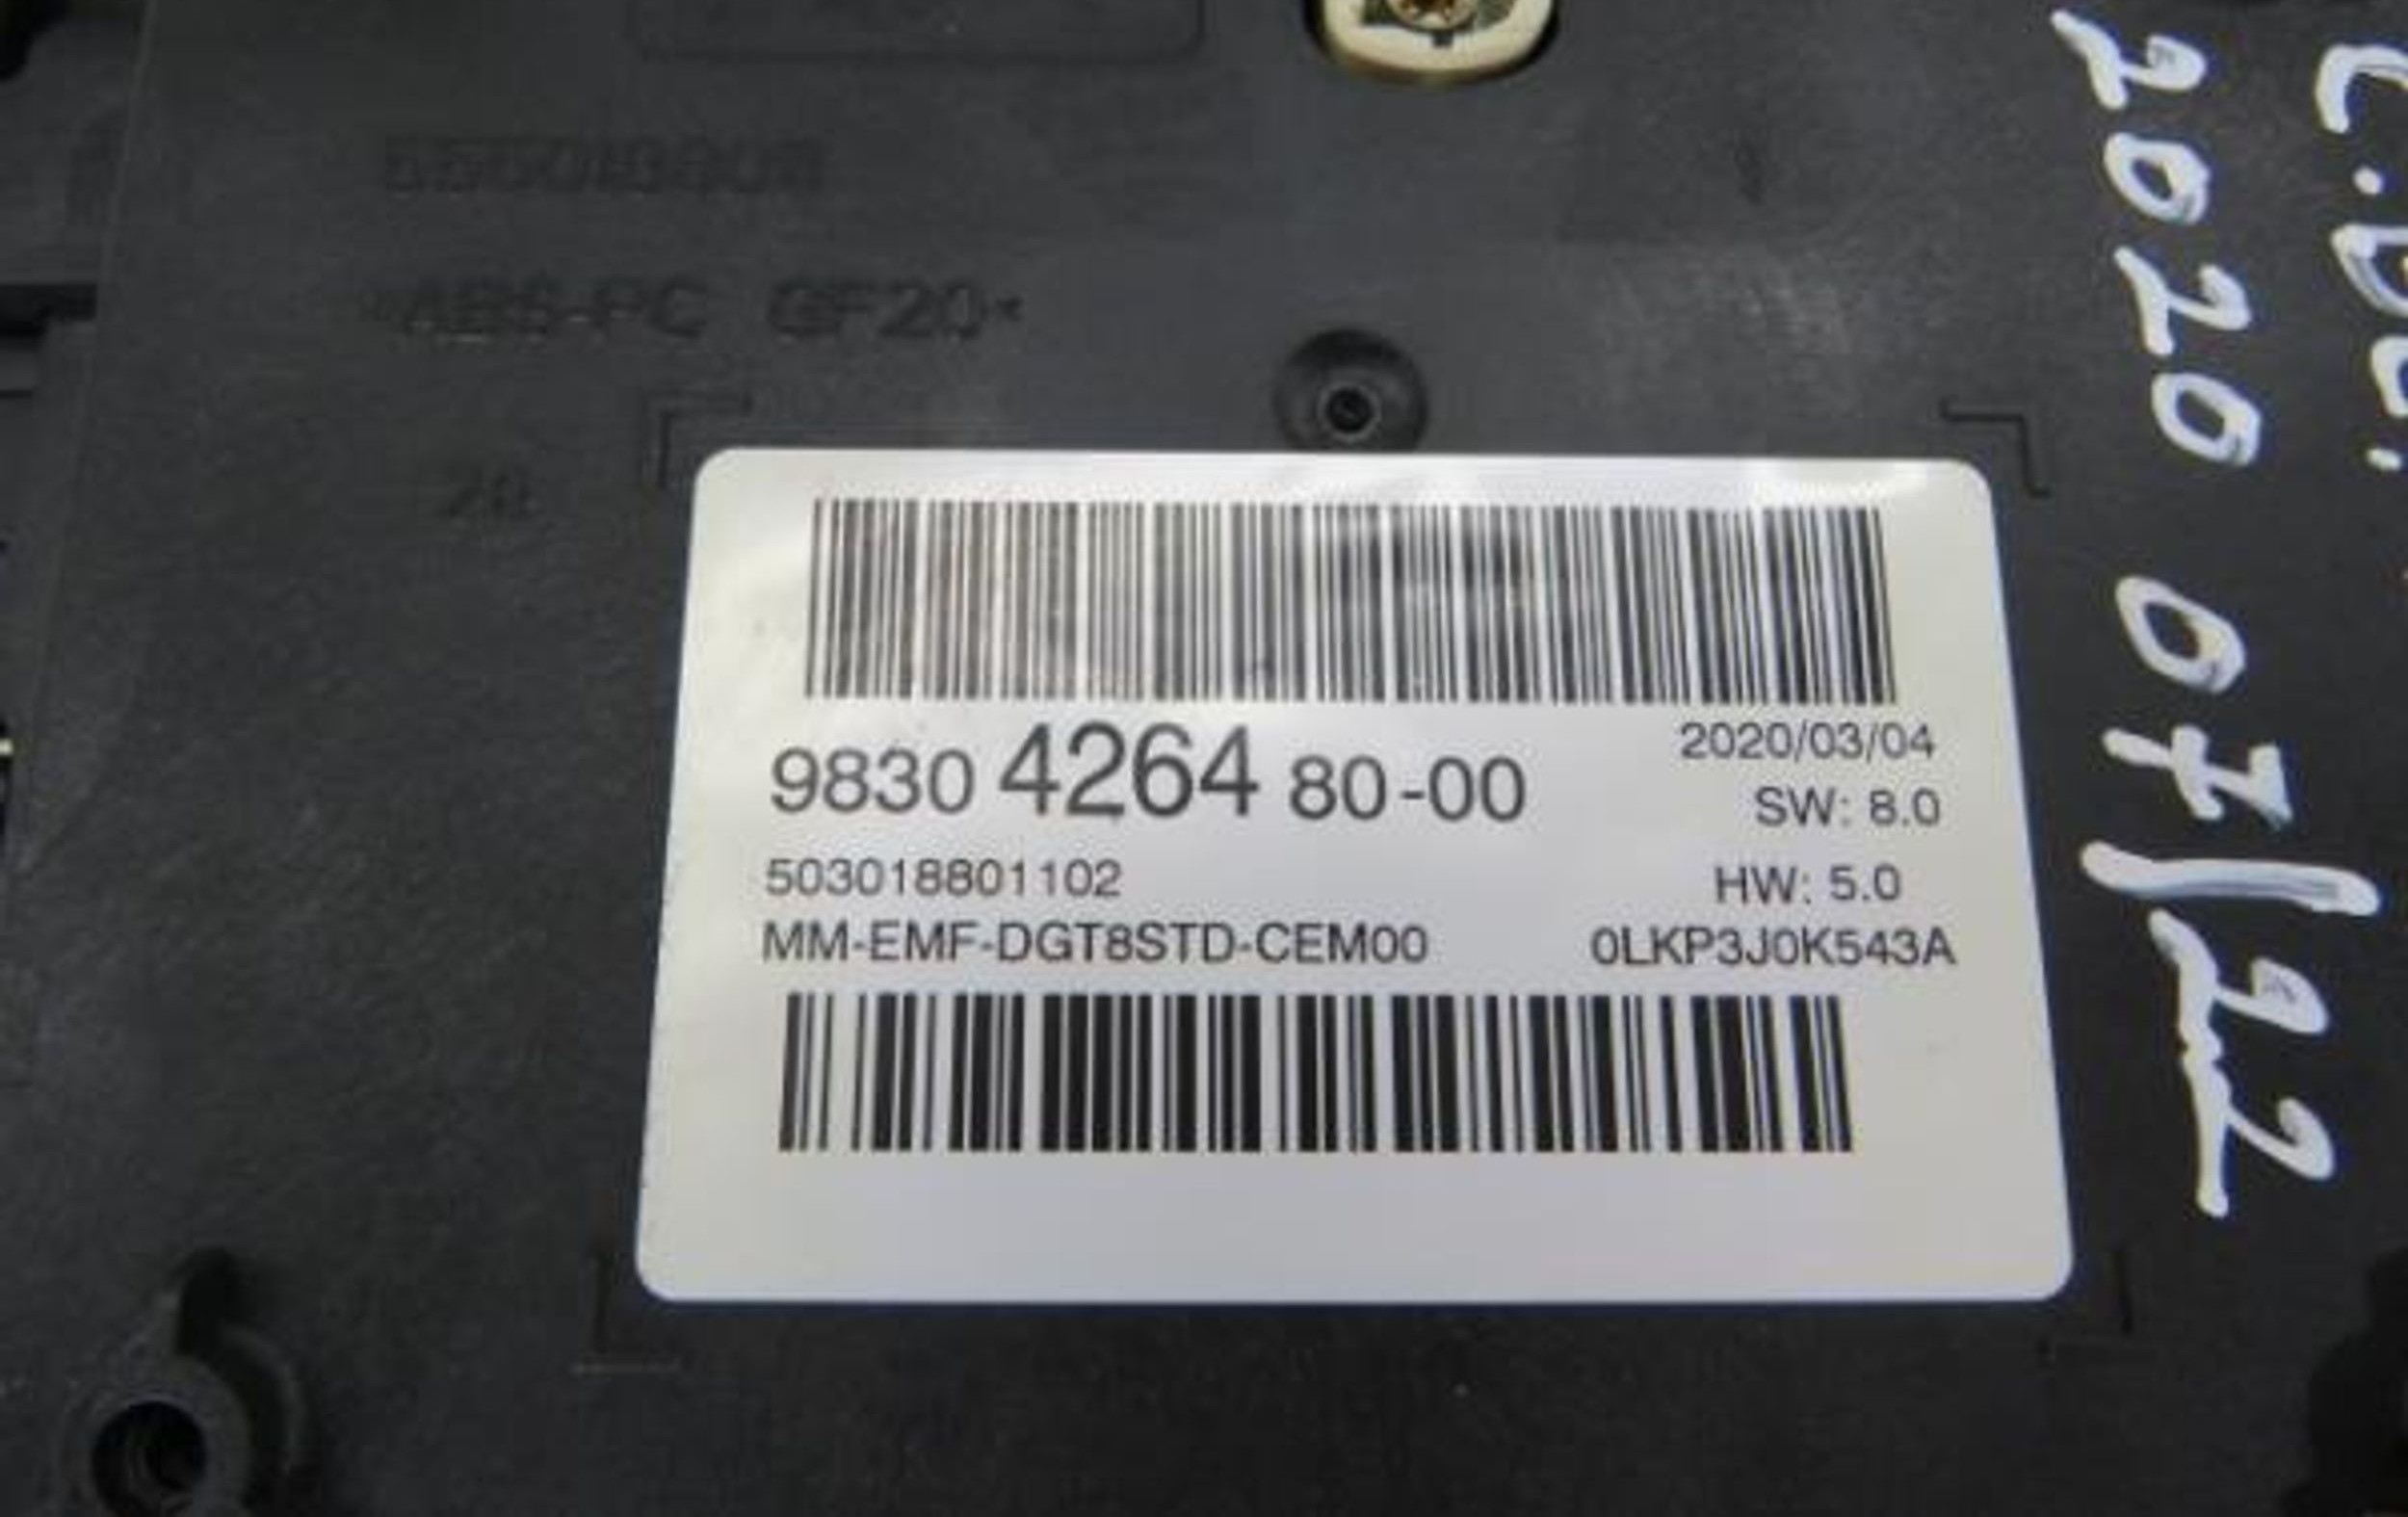 *ABS-PC GF20*
2020/03/04
9830 4264 80-00
SW: 8.0
503018801102
HW: 5.0
MM-EMF-DGT8STD-CEM00
0LKP3J0K543A
2020 07/22